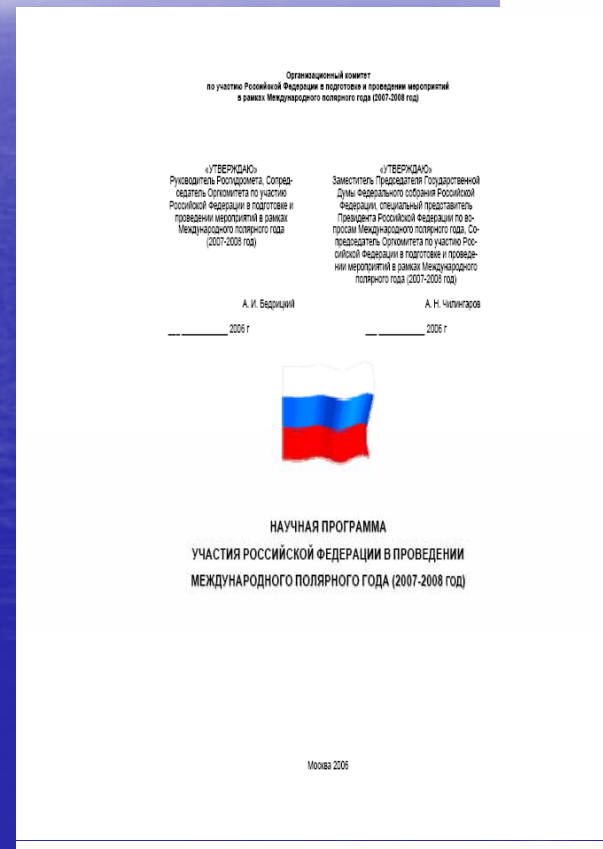 Организационный комитет
по участию Российской Федерации в подготовке и проведении мероприятий
в рамках Международного полярного года (2007-2008 год)
«УТВЕРЖДАЮ»
Руководитель Росгидромета, Сопред-
седатель Оргкомитета по участию
Российской Федерации в подготовке и
проведении мероприятий в рамках
Международного полярного года
(2007-2008 год)
А. И. Бедрицкий
___ __________ 2006 г
«УТВЕРЖДАЮ»
Заместитель Председателя Государственной
Думы Федерального собрания Российской
Федерации, специальный представитель
Президента Российской Федерации по во-
просам Международного полярного года, Со-
председатель Оргкомитета по участию Рос-
сийской Федерации в подготовке и проведе-
нии мероприятий в рамках Международного
полярного года (2007-2008 год)
А. Н. Чилингаров
___ __________ 2006 г
НАУЧНАЯ ПРОГРАММА
УЧАСТИЯ РОССИЙСКОЙ ФЕДЕРАЦИИ В ПРОВЕДЕНИИ
МЕЖДУНАРОДНОГО ПОЛЯРНОГО ГОДА (2007-2008 год)
Москва 2006